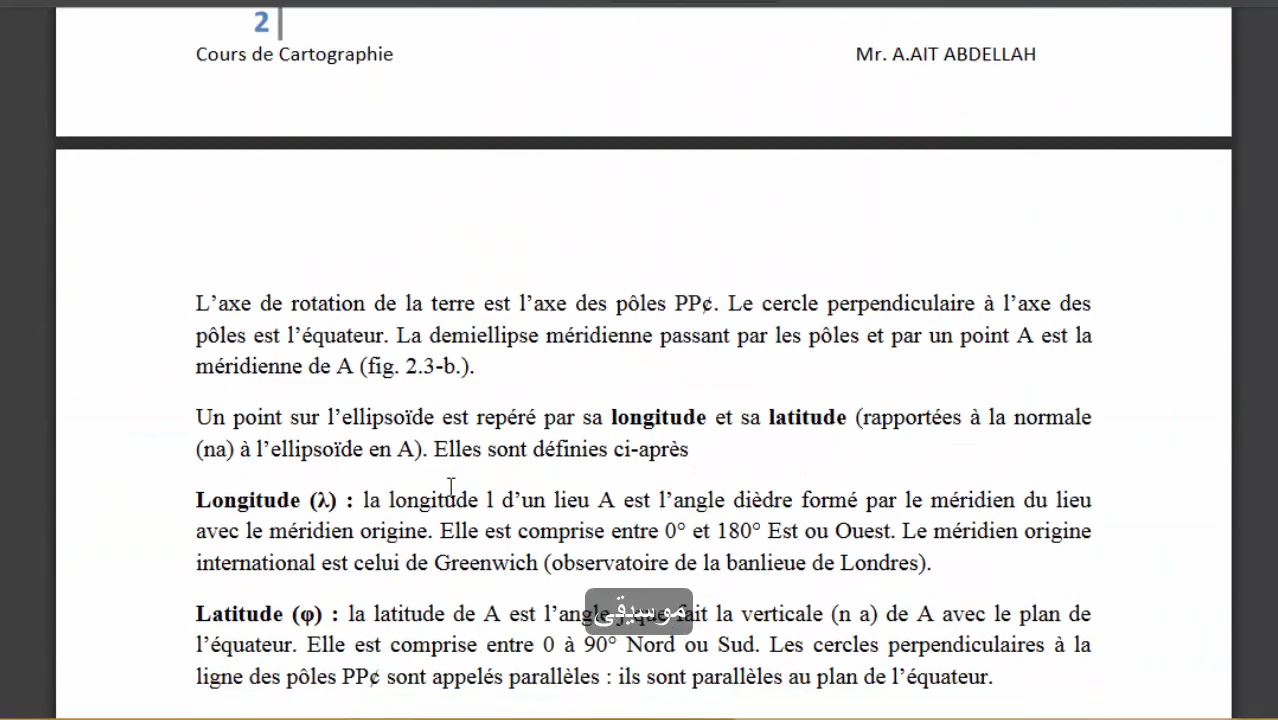 2
Cours de Cartographie
Mr. A.AIT ABDELLAH
L’axe de rotation de la terre est l’axe des pôles PP¢. Le cercle perpendiculaire à l’axe des
pôles est l’équateur. La demiellipse méridienne passant par les pôles et par un point A est la
méridienne de A (fig. 2.3-b.).
Un point sur l’ellipsoïde est repéré par sa longitude et sa latitude (rapportées à la normale
(na) à l’ellipsoïde en A). Elles sont définies ci-après
Longitude (λ) : la longitude l d’un lieu A est l’angle dièdre formé par le méridien du lieu
avec le méridien origine. Elle est comprise entre 0° et 180° Est ou Ouest. Le méridien origine
international est celui de Greenwich (observatoire de la banlieue de Londres).
موسيقى
Latitude (φ) : la latitude de A est l’angle j que fait la verticale (n a) de A avec le plan de
l’équateur. Elle est comprise entre 0 à 90° Nord ou Sud. Les cercles perpendiculaires à la
ligne des pôles PP¢ sont appelés parallèles : ils sont parallèles au plan de l’équateur.